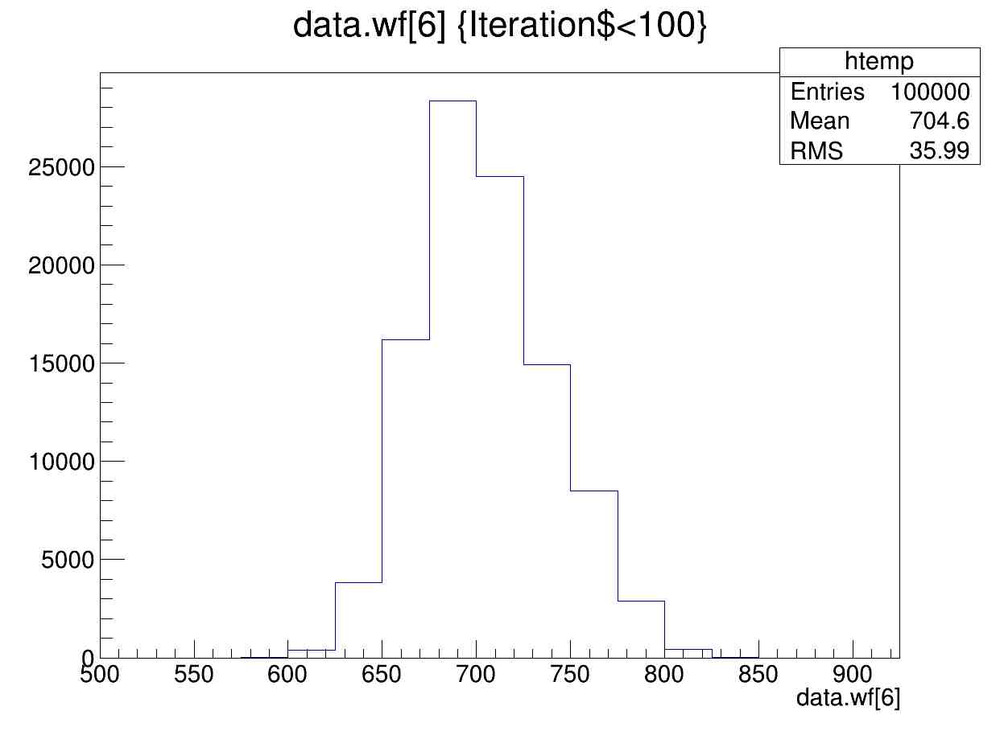 data.wf[6] {Iteration$<100}
htemp
Entries 100000
Mean 704.6
RMS 35.99
25000
20000
15000
10000
5000
0
500 550 600 650 700 750 800 850 900
data.wf[6]